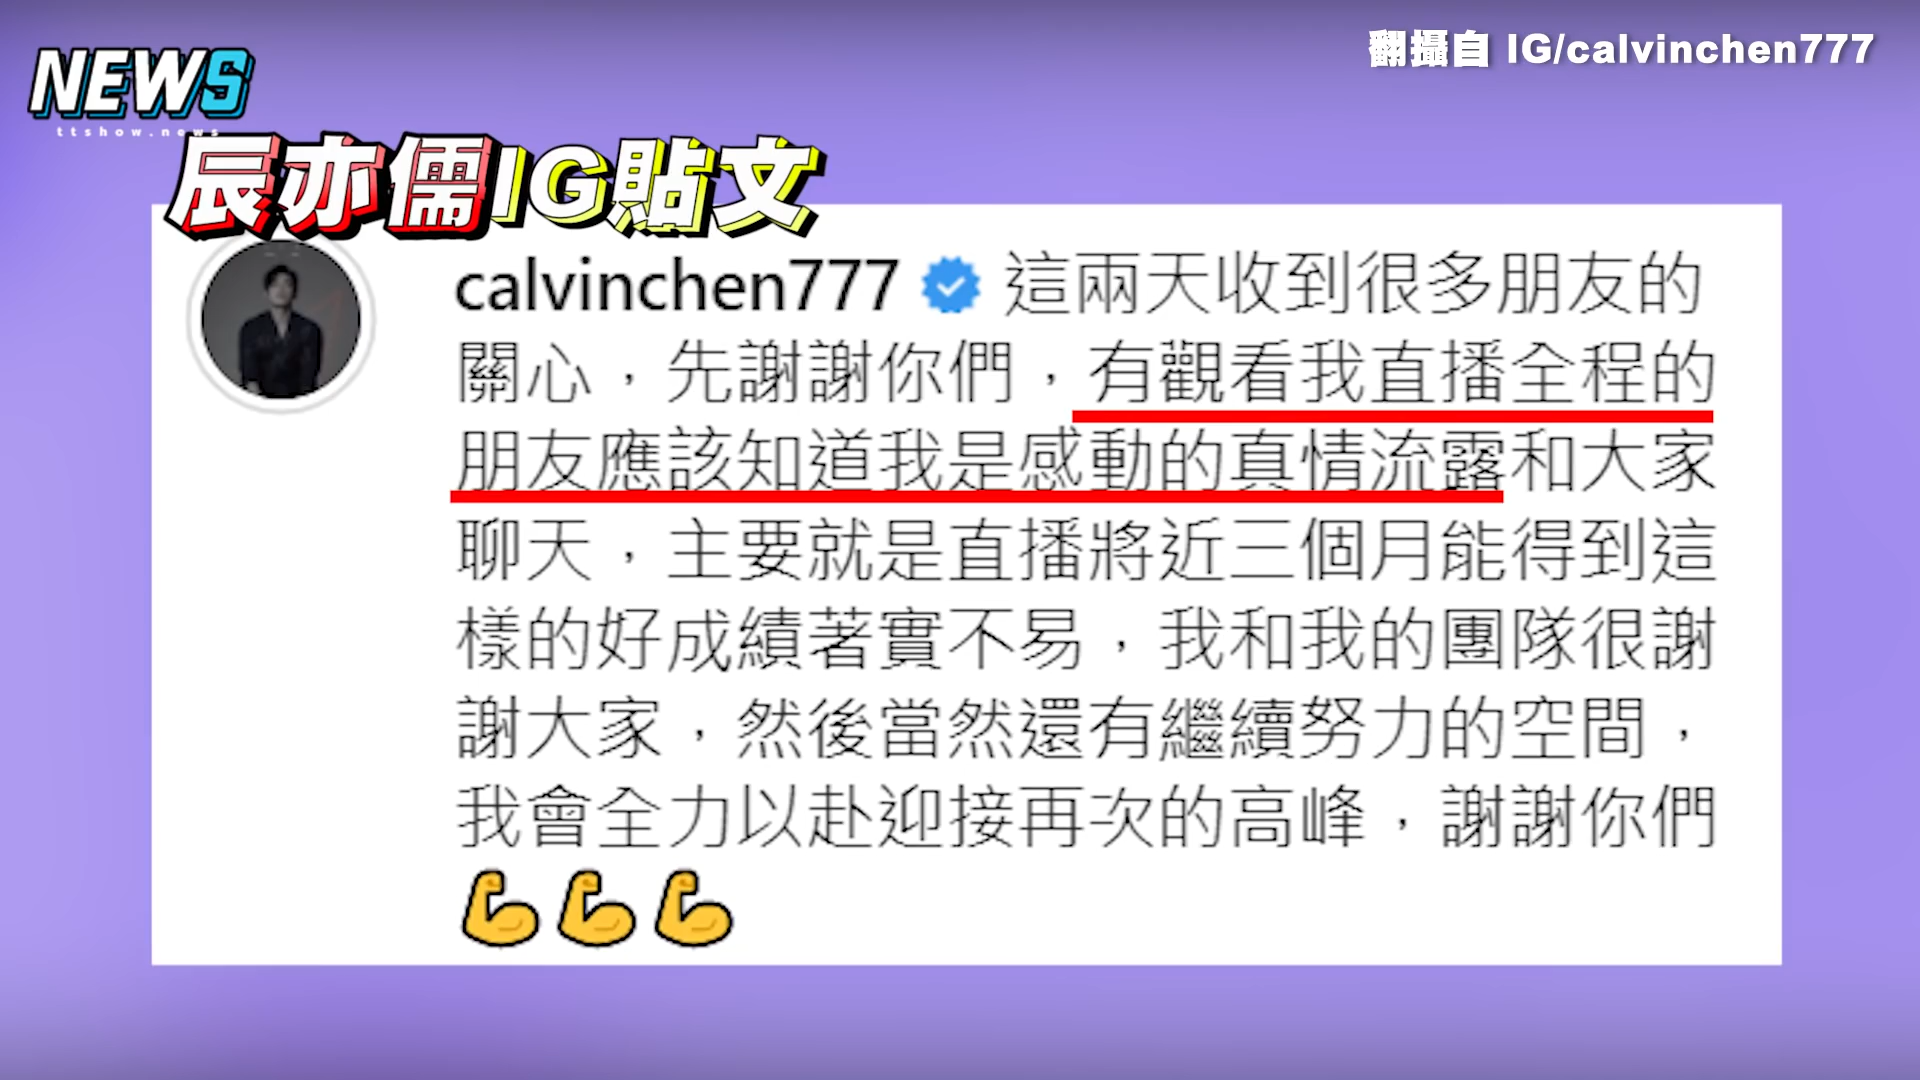 翻攝自 IG/calvinchen777
NEWS
ttshow.news
辰亦儒IG貼文
calvinchen777 這兩天收到很多朋友的
關心，先謝謝你們，有觀看我直播全程的
朋友應該知道我是感動的真情流露和大家
聊天，主要就是直播將近三個月能得到這
樣的好成績著實不易，我和我的團隊很謝
謝大家，然後當然還有繼續努力的空間，
我會全力以赴迎接再次的高峰，謝謝你們
💪💪💪